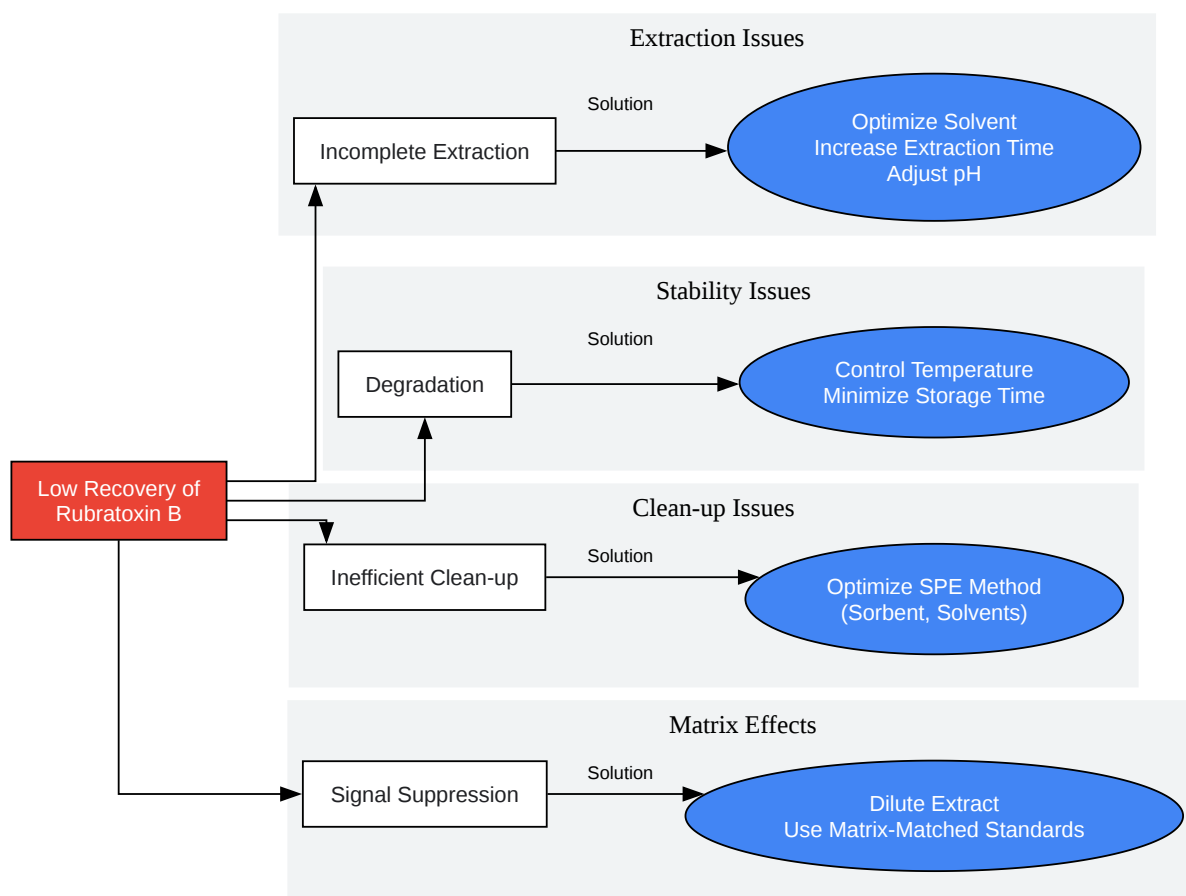 Extraction Issues
Solution
Incomplete Extraction
Optimize Solvent
Increase Extraction Time
Adjust pH
Stability Issues
Solution
Degradation
Control Temperature
Minimize Storage Time
Low Recovery of
Rubratoxin B
Clean-up Issues
Solution
Inefficient Clean-up
Optimize SPE Method
(Sorbent, Solvents)
Matrix Effects
Solution
Signal Suppression
Dilute Extract
Use Matrix-Matched Standards